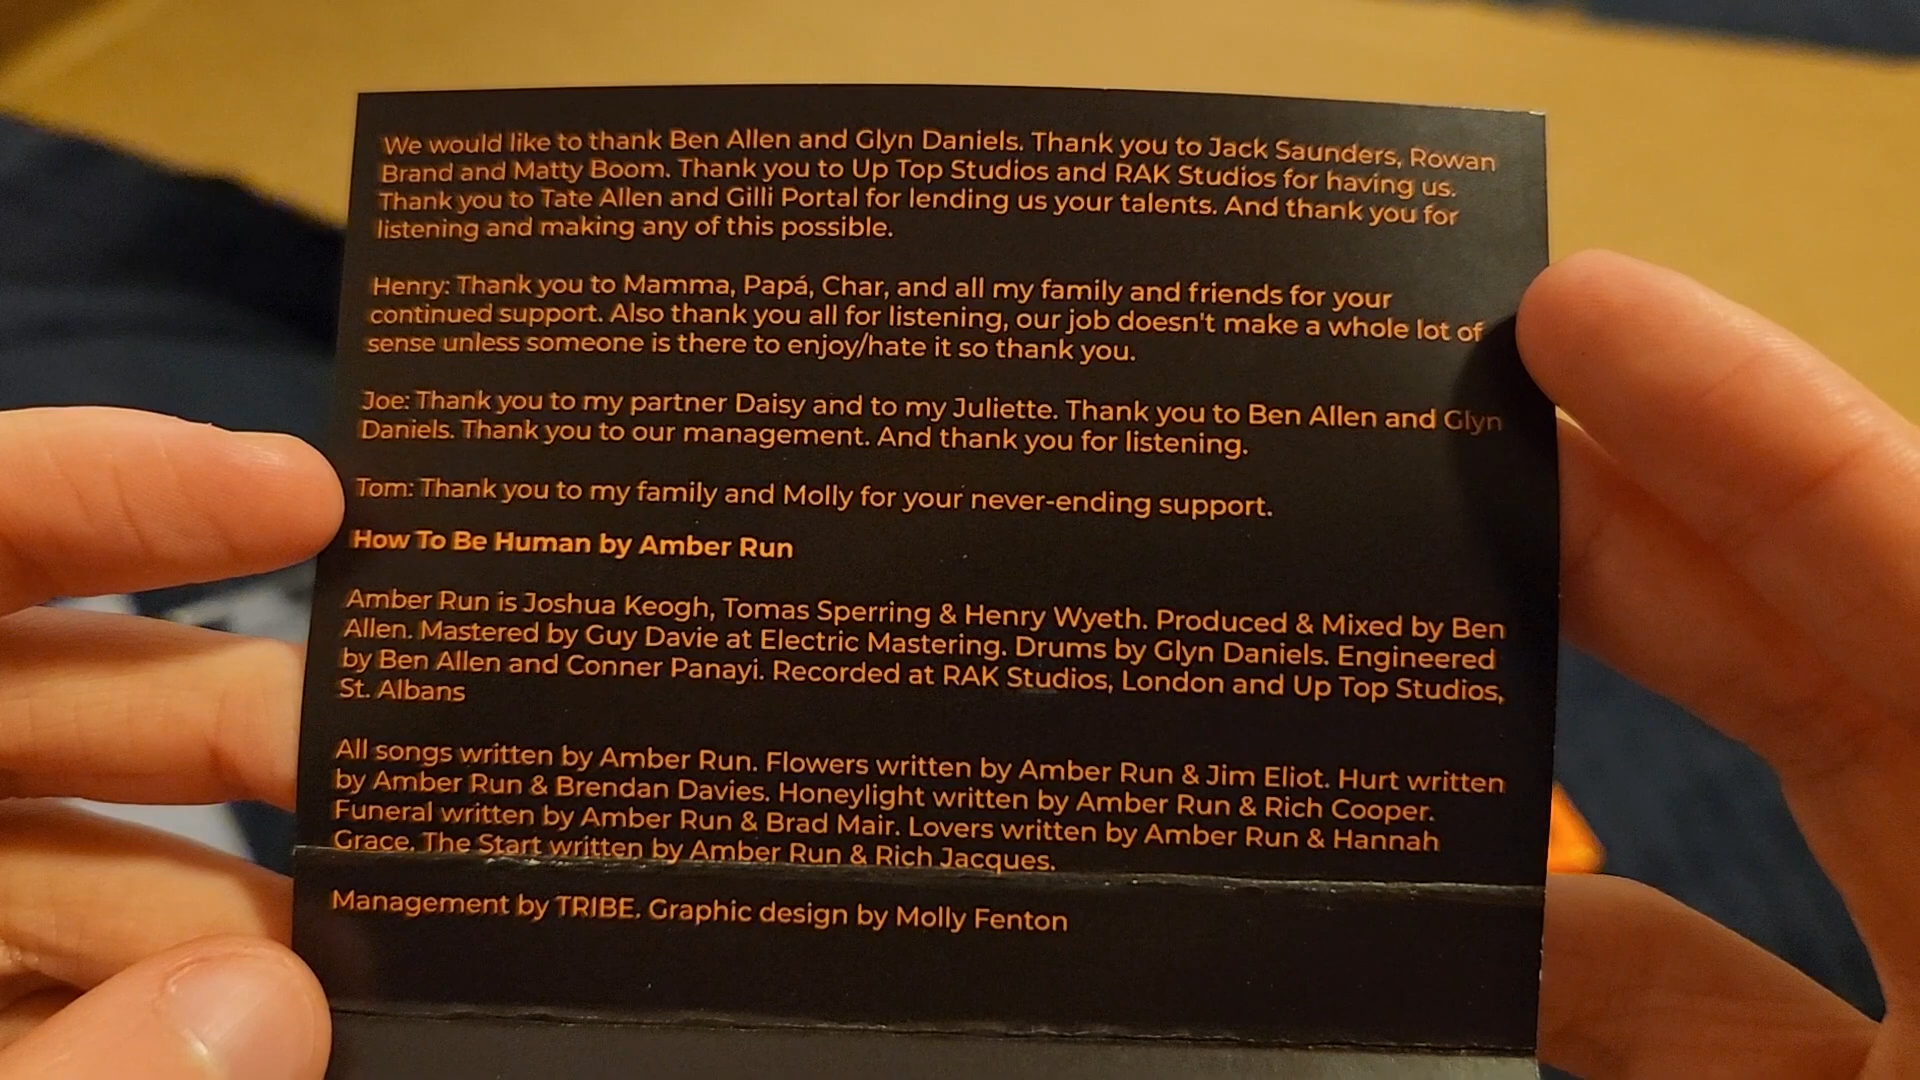 We would like to thank Ben Allen and Glyn Daniels. Thank you to Jack Saunders, Rowan
Brand and Matty Boom. Thank you to Up Top Studios and RAK Studios for having us.
Thank you to Tate Allen and Gilli Portal for lending us your talents. And thank you for
listening and making any of this possible.
Henry: Thank you to Mamma, Papá, Char, and all my family and friends for your
continued support. Also thank you all for listening, our job doesn't make a whole lot of
sense unless someone is there to enjoy/hate it so thank you.
Joe: Thank you to my partner Daisy and to my Juliette. Thank you to Ben Allen and Glyn
Daniels. Thank you to our management. And thank you for listening.
Tom: Thank you to my family and Molly for your never-ending support.
How To Be Human by Amber Run
Amber Run is Joshua Keogh, Tomas Sperring & Henry Wyeth. Produced & Mixed by Ben
Allen. Mastered by Guy Davie at Electric Mastering. Drums by Glyn Daniels. Engineered
by Ben Allen and Conner Panayi. Recorded at RAK Studios, London and Up Top Studios,
St. Albans
All songs written by Amber Run. Flowers written by Amber Run & Jim Eliot. Hurt written
by Amber Run & Brendan Davies. Honeylight written by Amber Run & Rich Cooper.
Funeral written by Amber Run & Brad Mair. Lovers written by Amber Run & Hannah
Grace. The Start written by Amber Run & Rich Jacques.
Management by TRIBE. Graphic design by Molly Fenton